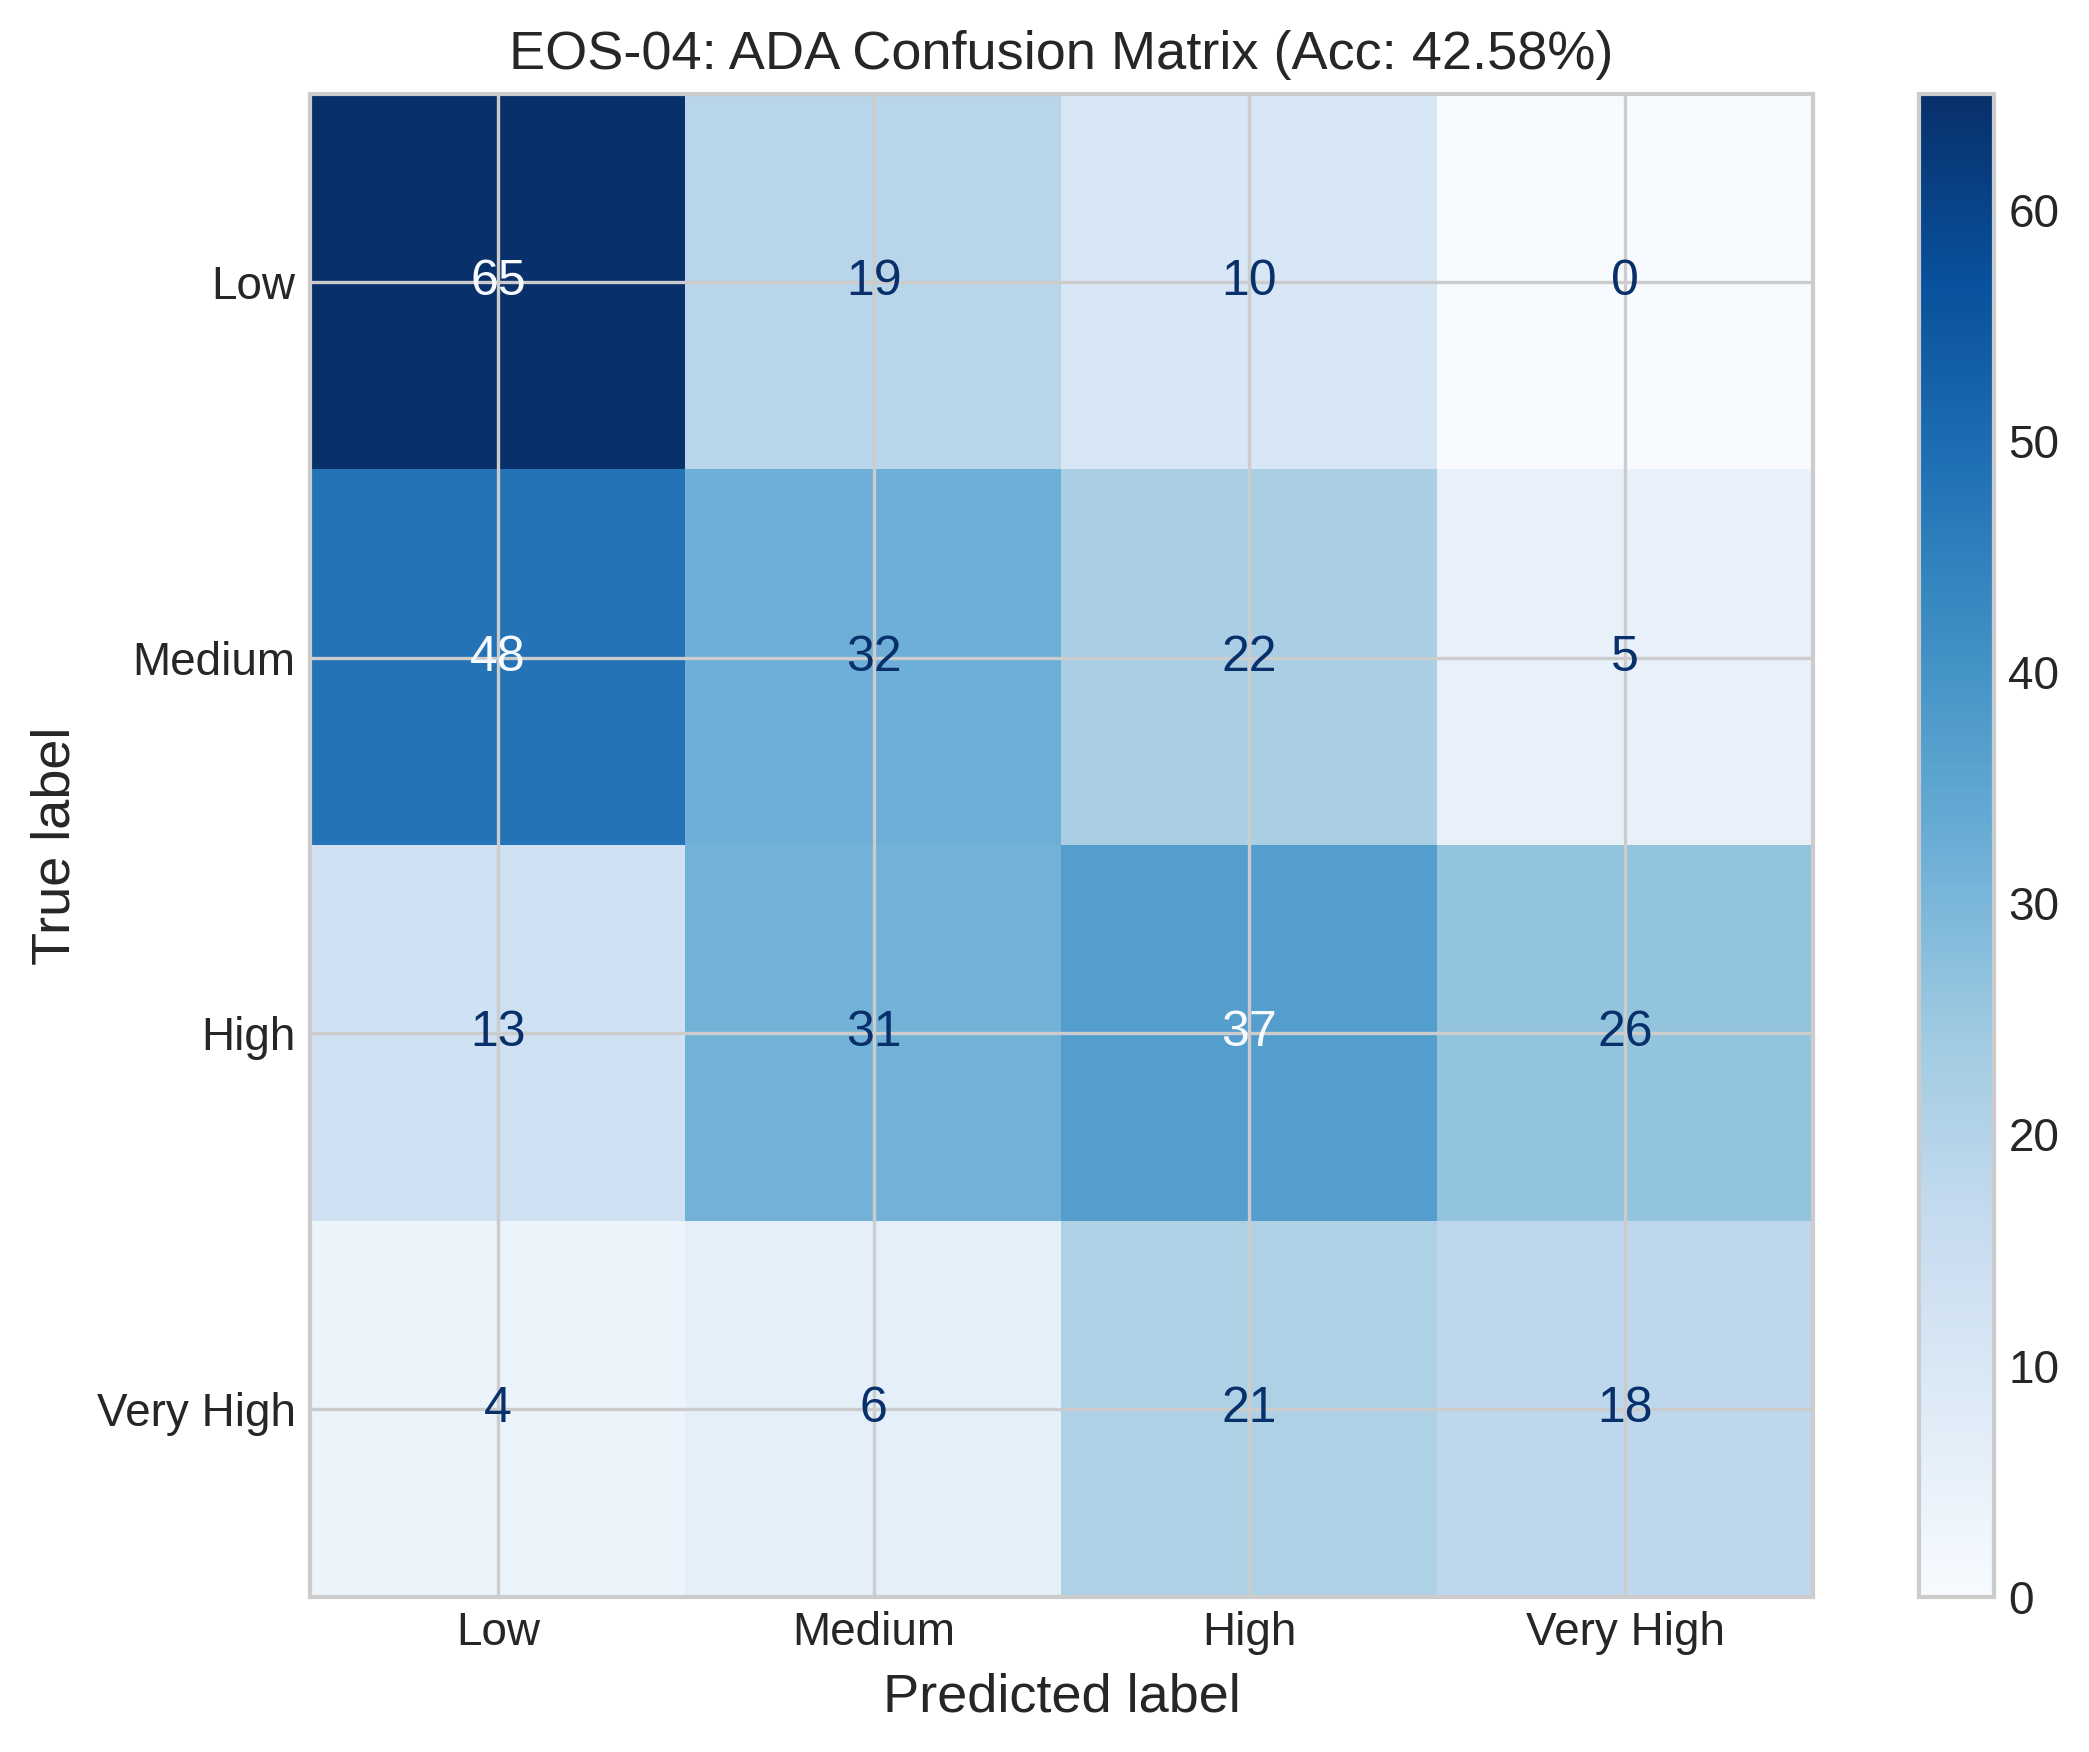 EOS-04: ADA Confusion Matrix (Acc: 42.58%)
True label
Low 65 19 10 0
Medium 48 32 22 5
High 13 31 37 26
Very High 4 6 21 18
Low Medium High Very High
Predicted label
60
50
40
30
20
10
0